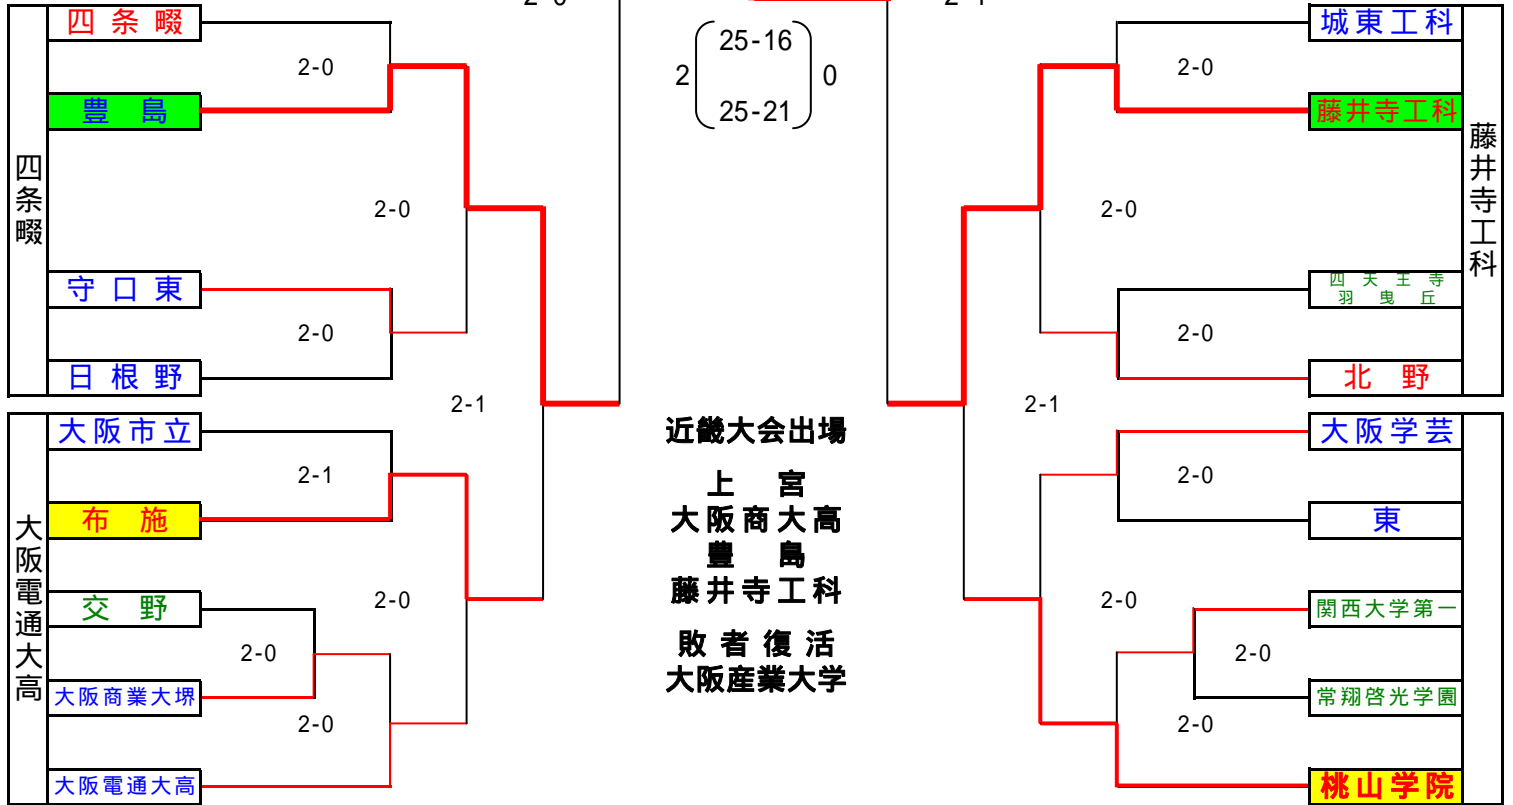 四条畷
四条畷
2-0
豊島
2-0
守口東
2-0
日根野
2-1
大阪電通大高
大阪市立
2-1
布施
2-0
交野
2-0
大阪商業大堺
2-0
大阪電通大高
25-16
2
0
25-21
近畿大会出場
上宮
大阪商大高
豊島
藤井寺工科
敗者復活
大阪産業大学
城東工科
2-0
藤井寺工科
藤井寺工科
2-0
四天王寺
羽曳丘
2-0
北野
2-1
大阪学芸
2-0
東
2-0
関西大学第一
2-0
常翔啓光学園
2-0
桃山学院